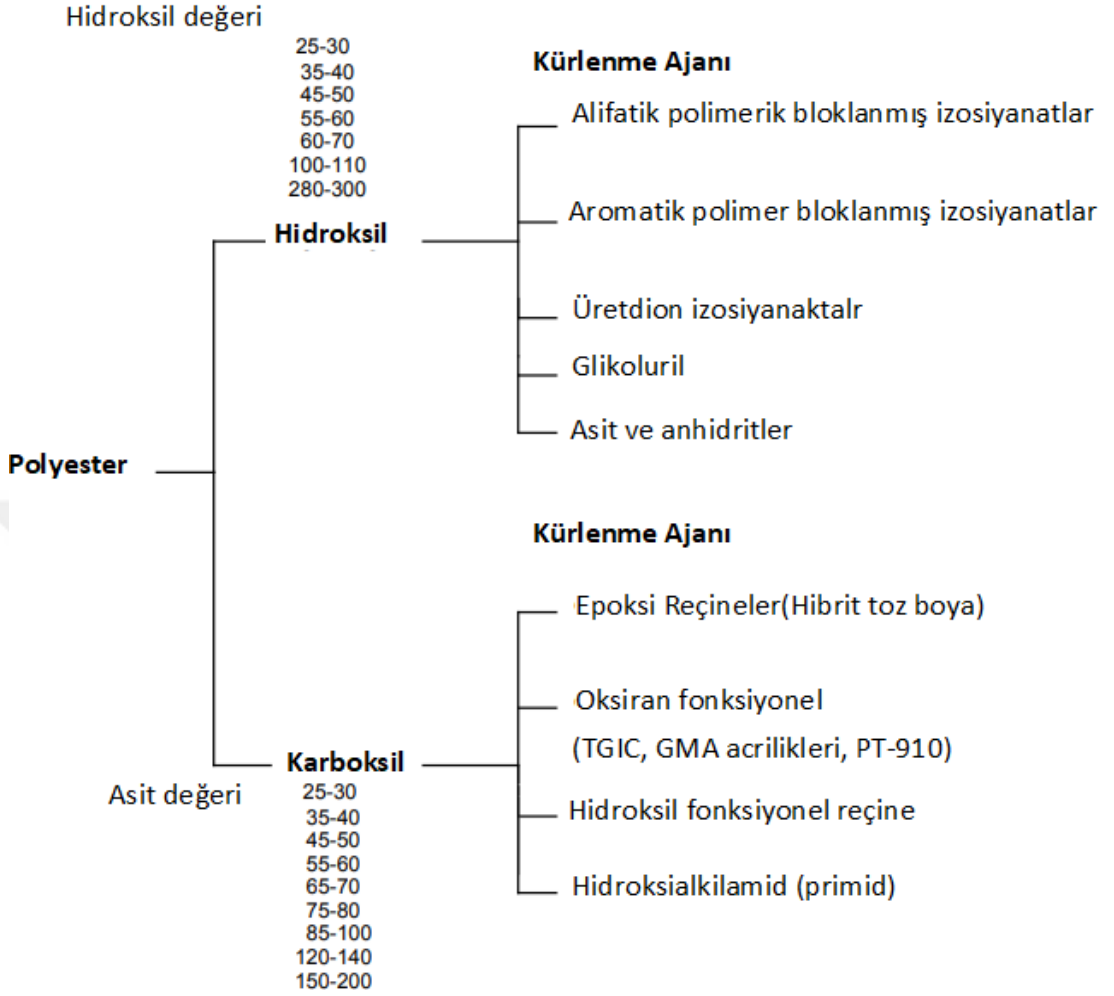 Hidroksil değeri
25-30
35-40
45-50
55-60
60-70
100-110
280-300
Hidroksil
Kürlenme Ajanı
Alifatik polimerik bloklanmış izosiyanatlar
Aromatik polimer bloklanmış izosiyanatlar
Üretdion izosiyanaktalr
Glikoluril
Asit ve anhidritler
Polyester
Kürlenme Ajanı
Epoksi Reçineler(Hibrit toz boya)
Oksiran fonksiyonel
(TGIC, GMA acrilikleri, PT-910)
Hidroksil fonksiyonel reçine
Hidroksialkilamid (primid)
Karboksil
Asit değeri
25-30
35-40
45-50
55-60
65-70
75-80
85-100
120-140
150-200